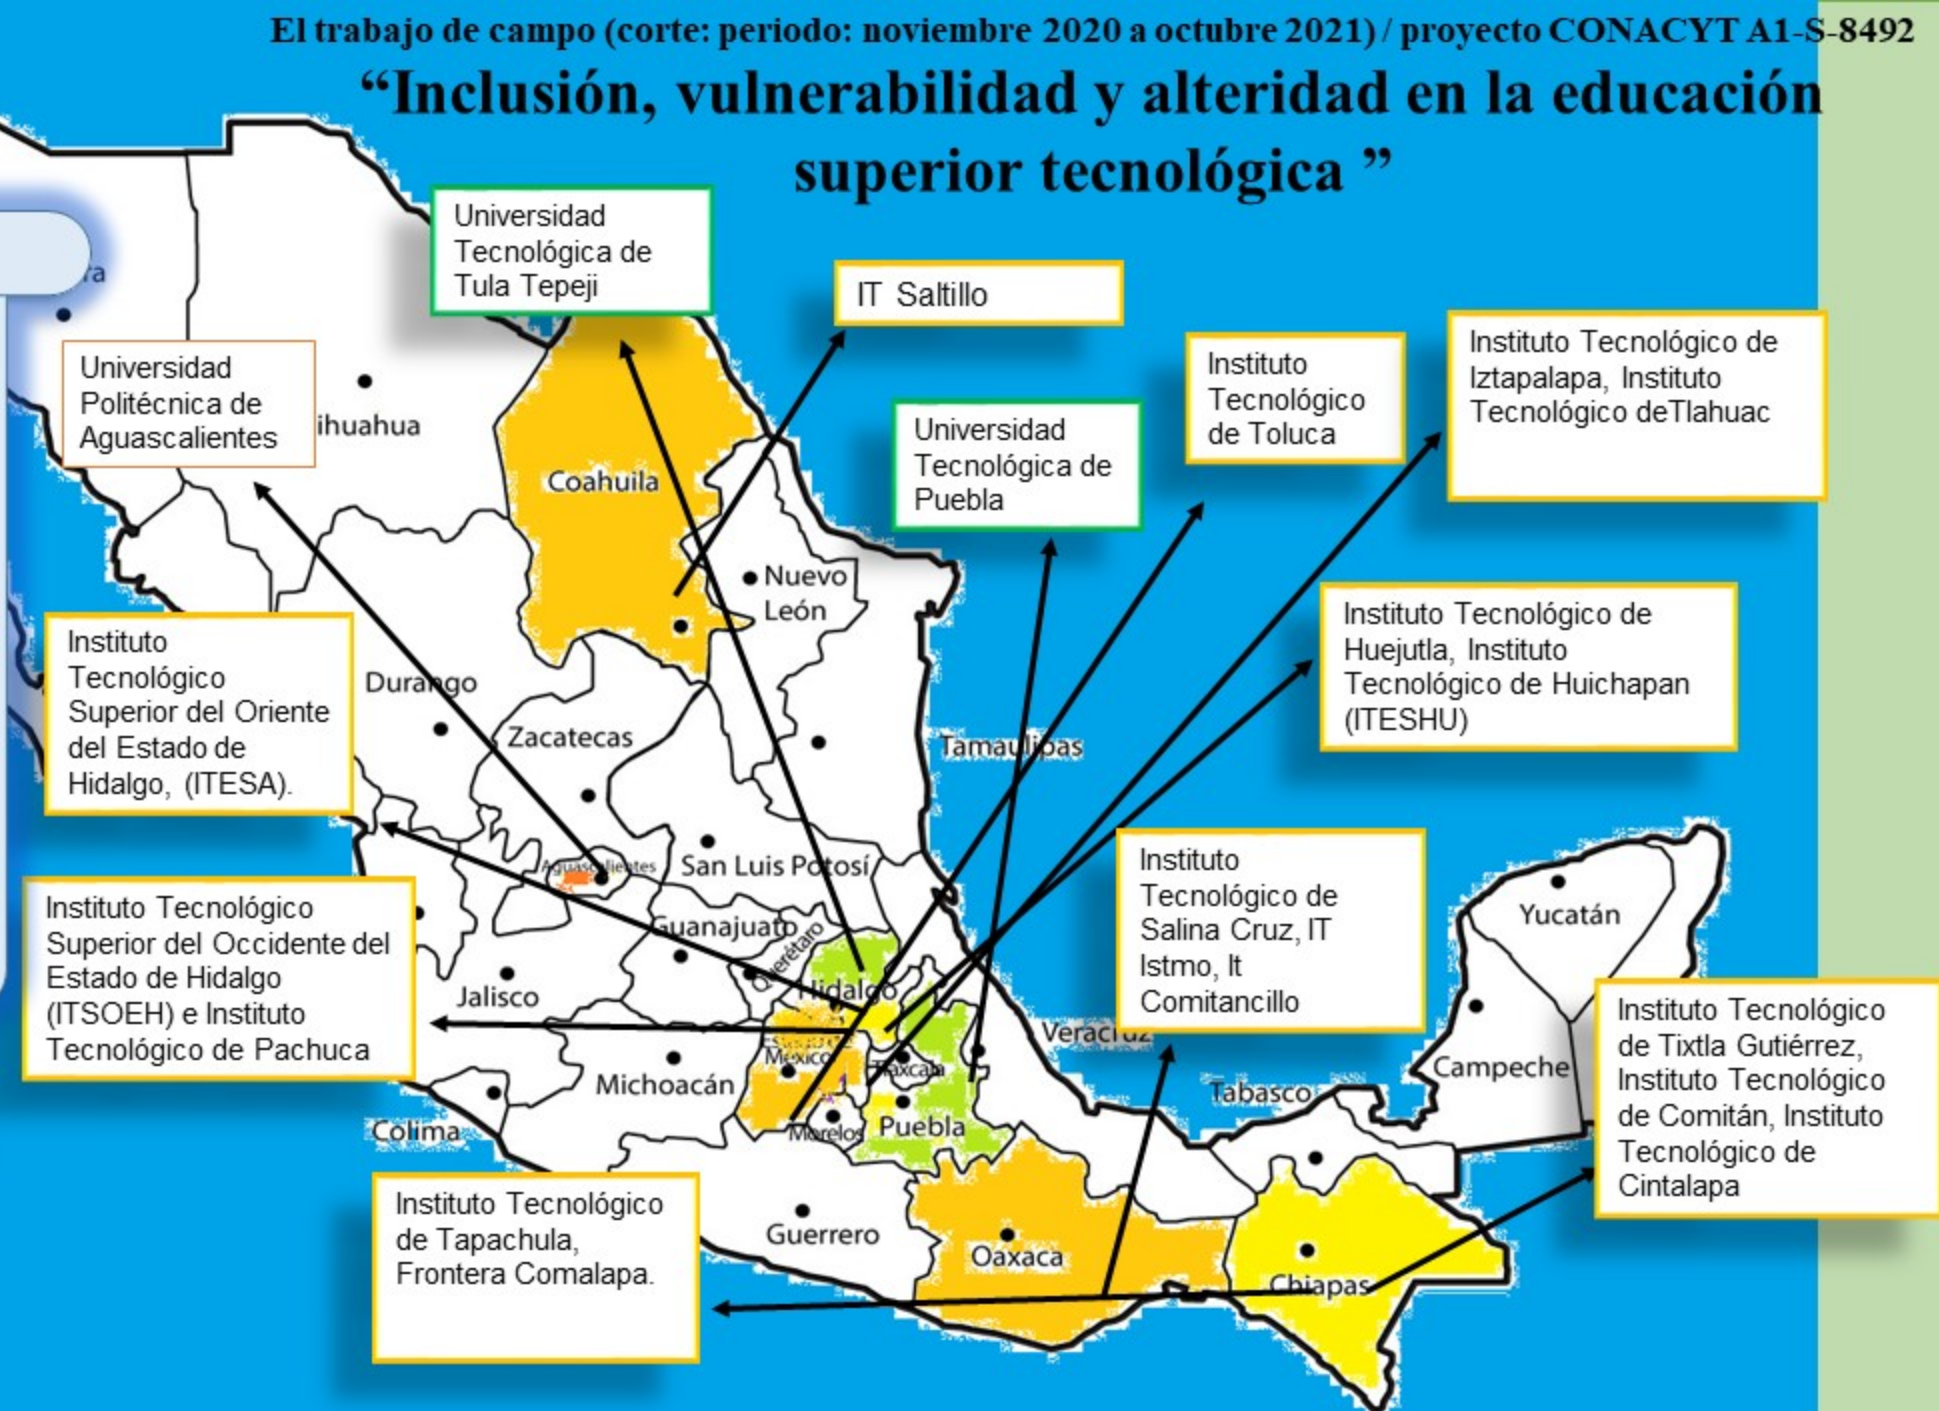 El trabajo de campo (corte: periodo: noviembre 2020 a octubre 2021) / proyecto CONACYT A1-S-8492
“Inclusión, vulnerabilidad y alteridad en la educación
superior tecnológica ”
Universidad
Tecnológica de
Tula Tepeji
IT Saltillo
Instituto
Tecnológico
de Toluca
Instituto Tecnológico de
Iztapalapa, Instituto
Tecnológico deTlahuac
ra
Universidad
Politécnica de
Aguascalientes
ihuahua
Universidad
Tecnológica de
Puebla
Coahuila
Nuevo
León
Instituto Tecnológico de
Huejutla, Instituto
Tecnológico de Huichapan
(ITESHU)
Instituto
Tecnológico
Superior del Oriente
del Estado de
Hidalgo, (ITESA).
Durango
Zacatecas
Tamaulipas
Aguascalientes
San Luis Potosí
Instituto
Tecnológico de
Salina Cruz, IT
Istmo, It
Comitancillo
Yucatán
Instituto Tecnológico
Superior del Occidente del
Estado de Hidalgo
(ITSOEH) e Instituto
Tecnológico de Pachuca
Guanajuato
Querétaro
Hidalgo
Jalisco
Veracruz
México
Tlaxcala
Michoacán
Campeche
Tabasco
Instituto Tecnológico
de Tixtla Gutiérrez,
Instituto Tecnológico
de Comitán, Instituto
Tecnológico de
Cintalapa
Colima
Morelos
Puebla
Instituto Tecnológico
de Tapachula,
Frontera Comalapa.
Guerrero
Oaxaca
Chiapas